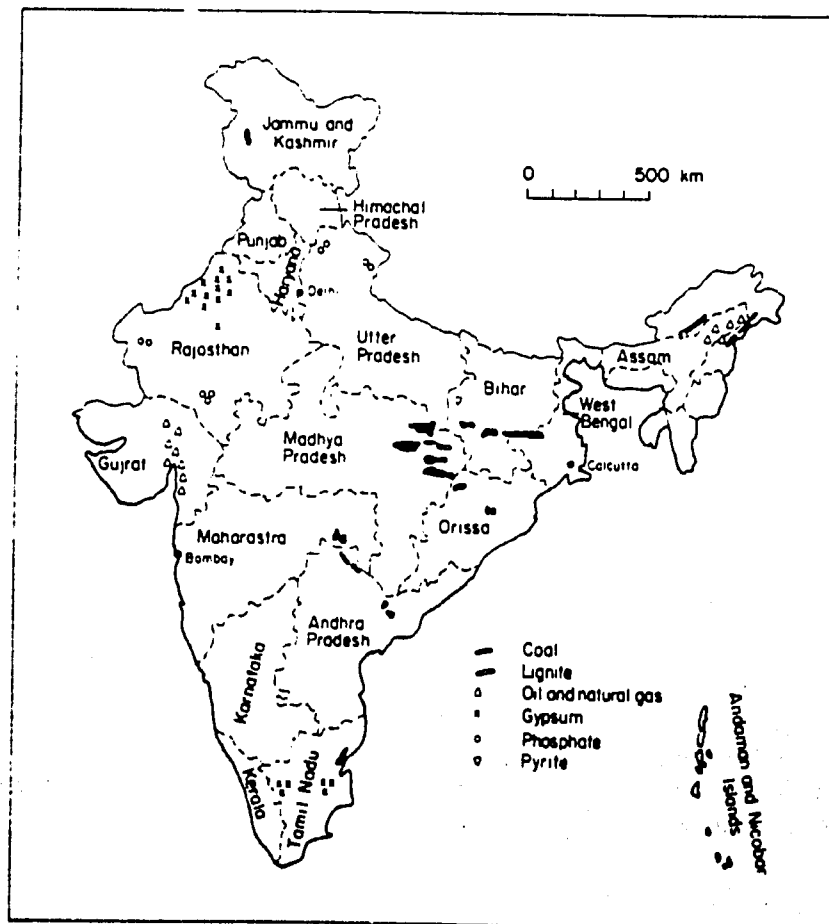 Jammu and
Kashmir
0 500 km
Himachal
Pradesh
Punjab
Haryana
Delhi
Rajosthan
Utter
Pradesh
Assam
Bihar
West
Bengal
Gujrat
Madhya
Pradesh
Calcutta
Maharastra
Orissa
Bombay
Andhra
Pradesh
Karnataka
Coal
Lignite
Oil and natural gas
Gypsum
Phosphate
Pyrite
Kerala
Tamil Nadu
Andaman and Nicobar
Islands